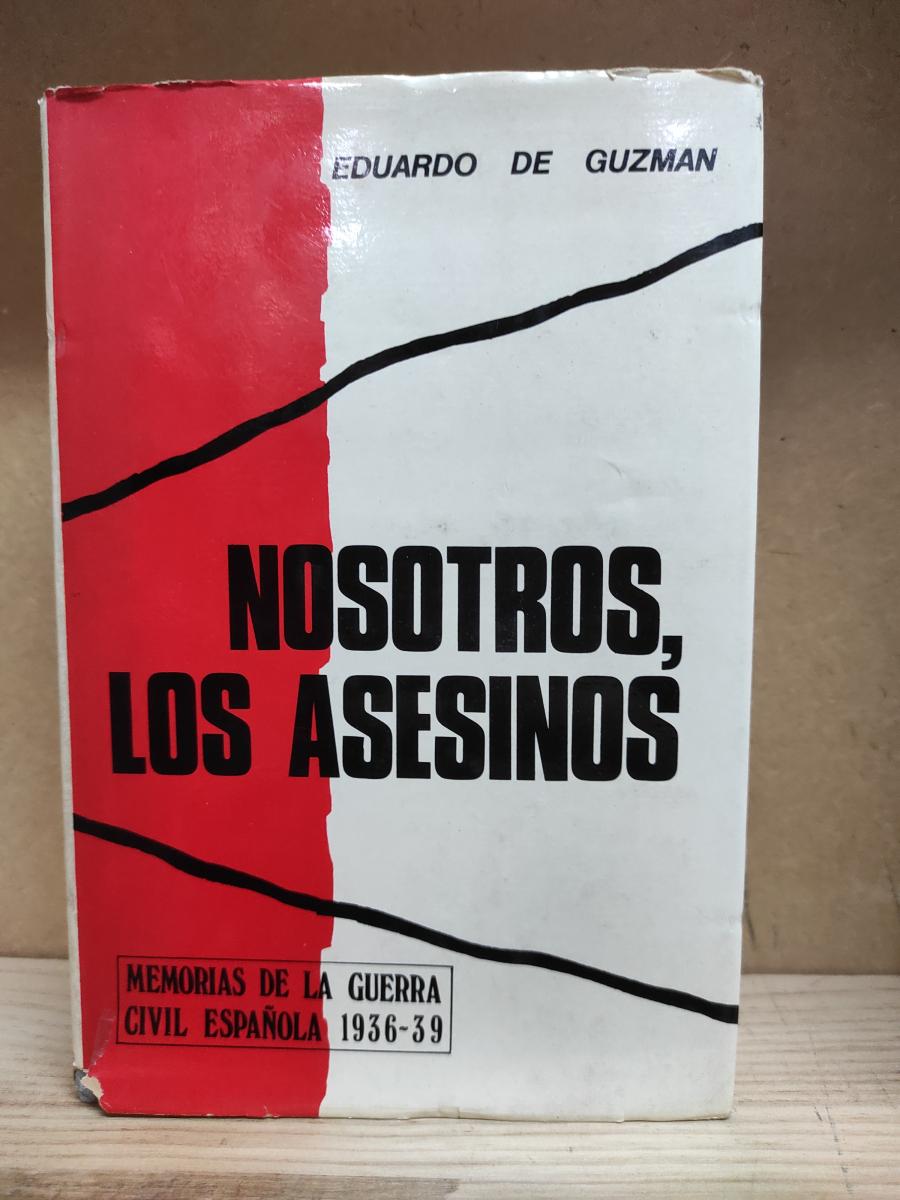 EDUARDO DE GUZMAN
NOSOTROS,
LOS ASESINOS
MEMORIAS DE LA GUERRA
CIVIL ESPAÑOLA 1936-39